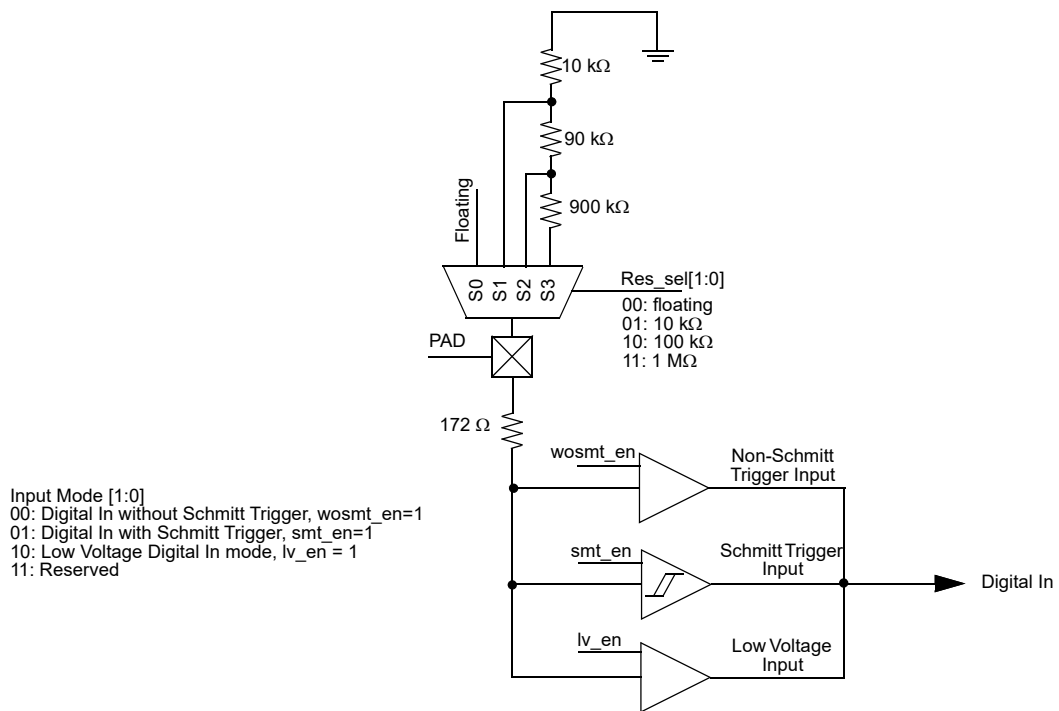 10 kΩ
90 kΩ
900 kΩ
Floating
S0
S1
S2
S3
Res_sel[1:0]
00: floating
01: 10 kΩ
10: 100 kΩ
11: 1 MΩ
PAD
172 Ω
wosmt_en
Non-Schmitt
Trigger Input
Input Mode [1:0]
00: Digital In without Schmitt Trigger, wosmt_en=1
01: Digital In with Schmitt Trigger, smt_en=1
10: Low Voltage Digital In mode, lv_en = 1
11: Reserved
smt_en
Schmitt Trigger
Input
Digital In
lv_en
Low Voltage
Input